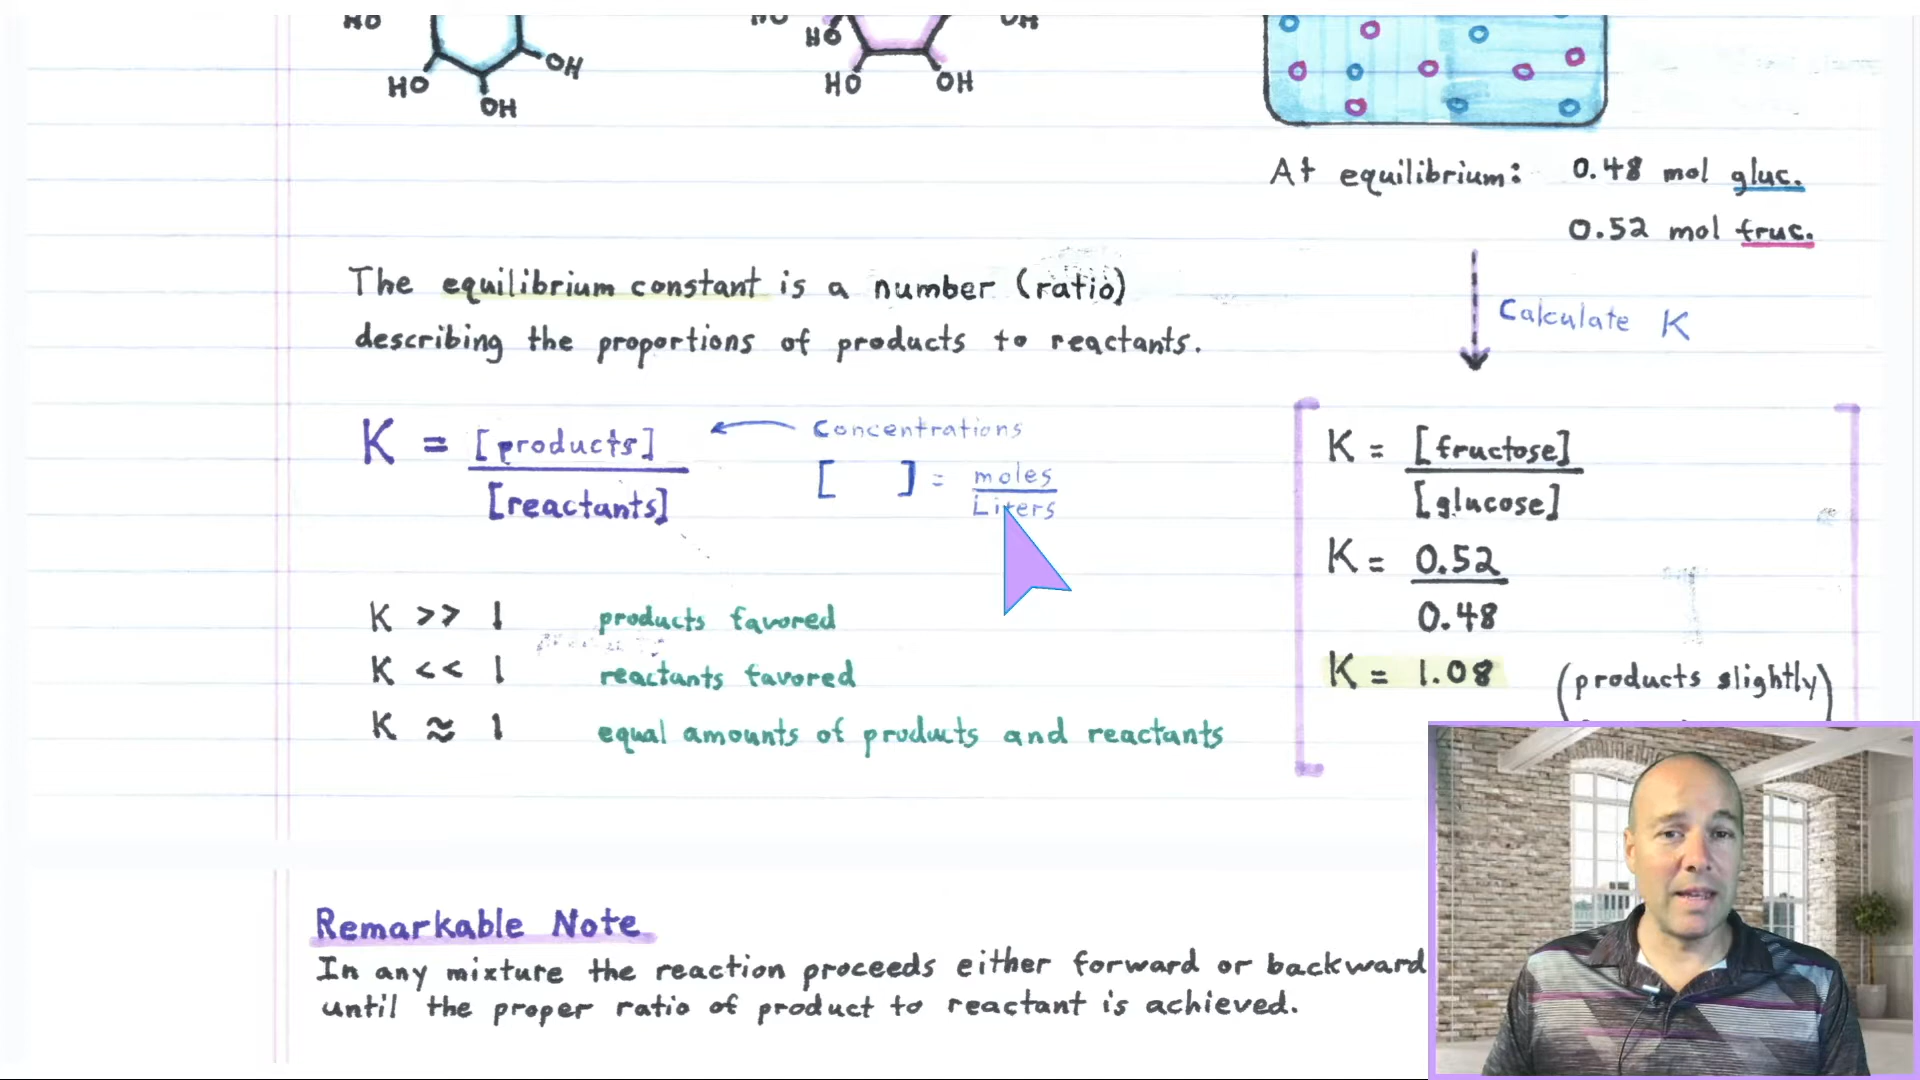 HO
HO
OH
OH
HO
HO
HO
OH
OH
At equilibrium: 0.48 mol gluc.
0.52 mol fruc.
Calculate K
The equilibrium constant is a number (ratio)
describing the proportions of products to reactants.
K = [products]
[reactants]
Concentrations
[ ] = moles
Liters
K >> 1 products favored
K << 1 reactants favored
K ≈ 1 equal amounts of products and reactants
K = [fructose]
[glucose]
K = 0.52
0.48
K = 1.08 (products slightly)
Remarkable Note
In any mixture the reaction proceeds either forward or backward
until the proper ratio of product to reactant is achieved.